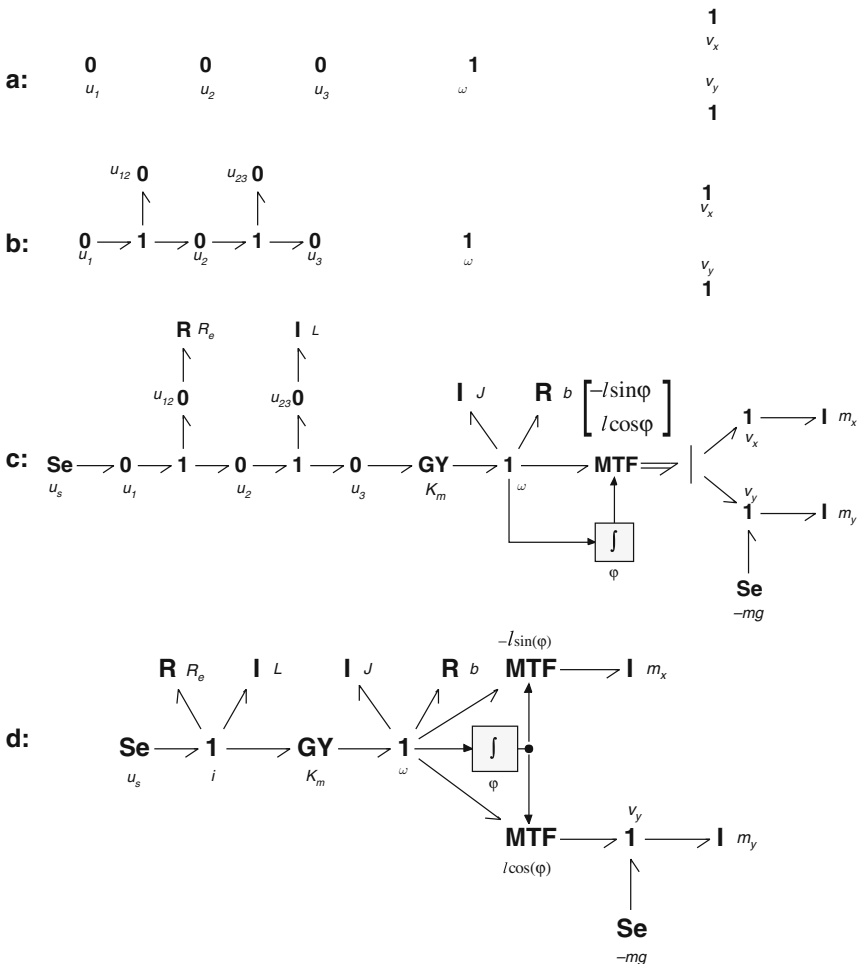 1
v_x
a: 0 0 0 1 v_y
u_1 u_2 u_3 ω 1
u_12 0 u_23 0 1
v_x
b: 0 1 0 1 0 1
u_1 u_2 u_3 ω v_y
1
R R_e I L
I J R b [−l sinφ
l cosφ]
u_12 0 u_23 0 1 I m_x
v_x
c: Se 0 1 0 1 0 GY 1 MTF
u_s u_1 u_2 u_3 K_m ω v_y
1 I m_y
∫
φ
Se
−mg
−l sin(φ)
R R_e I L I J R b MTF I m_x
d: Se 1 GY 1 ∫
u_s i K_m ω φ
v_y
MTF 1 I m_y
l cos(φ)
Se
−mg